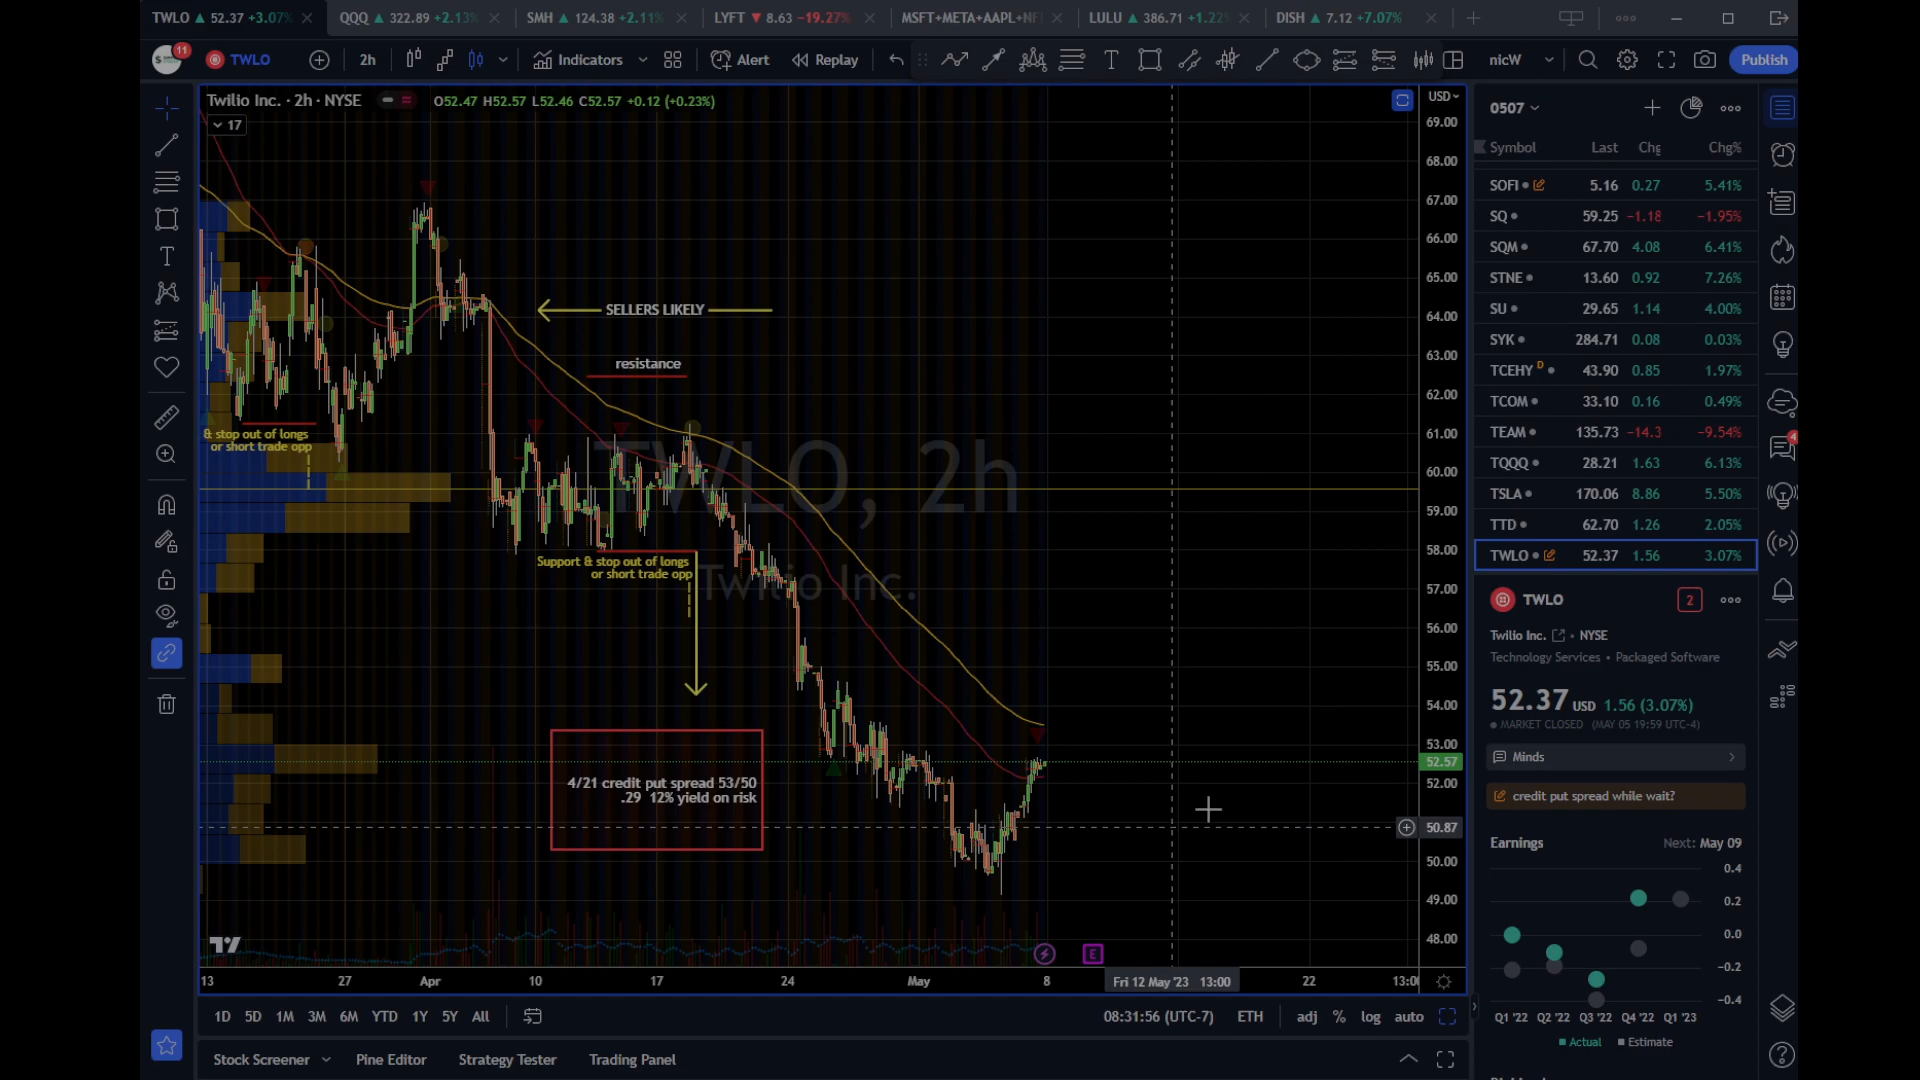 TWLO 52.37 +3.07%
QQQ 322.89 +2.13%
SMH 124.38 +2.11%
LYFT 8.63 −19.27%
MSFT+META+AAPL+NF
LULU 386.71 +1.22%
DISH 7.12 +7.07%
11
TWLO 2h Indicators Alert Replay nicW Publish
Twilio Inc. · 2h · NYSE O52.47 H52.57 L52.46 C52.57 +0.12 (+0.23%)
17
USD
69.00
68.00
67.00
66.00
65.00
64.00
63.00
62.00
61.00
60.00
59.00
58.00
57.00
56.00
55.00
54.00
53.00
52.57
52.00
50.87
50.00
49.00
48.00
SELLERS LIKELY
resistance
& stop out of longs
or short trade opp
TWLO, 2h
Twilio Inc.
Support & stop out of longs
or short trade opp
4/21 credit put spread 53/50
.29 12% yield on risk
E
13 27 Apr 10 17 24 May 8 Fri 12 May '23 13:00 22 13:00
1D 5D 1M 3M 6M YTD 1Y 5Y All
08:31:56 (UTC-7) ETH adj % log auto
Stock Screener Pine Editor Strategy Tester Trading Panel
0507
Symbol Last Chg Chg%
SOFI 5.16 0.27 5.41%
SQ 59.25 −1.18 −1.95%
SQM 67.70 4.08 6.41%
STNE 13.60 0.92 7.26%
SU 29.65 1.14 4.00%
SYK 284.71 0.08 0.03%
TCEHY D 43.90 0.85 1.97%
TCOM 33.10 0.16 0.49%
TEAM 135.73 −14.3 −9.54%
TQQQ 28.21 1.63 6.13%
TSLA 170.06 8.86 5.50%
TTD 62.70 1.26 2.05%
TWLO 52.37 1.56 3.07%
TWLO 2
Twilio Inc. • NYSE
Technology Services • Packaged Software
52.37 USD 1.56 (3.07%)
MARKET CLOSED (MAY 05 19:59 UTC-4)
Minds
credit put spread while wait?
Earnings Next: May 09
0.4
0.2
0.0
−0.2
−0.4
Q1 '22 Q2 '22 Q3 '22 Q4 '22 Q1 '23
Actual Estimate
4